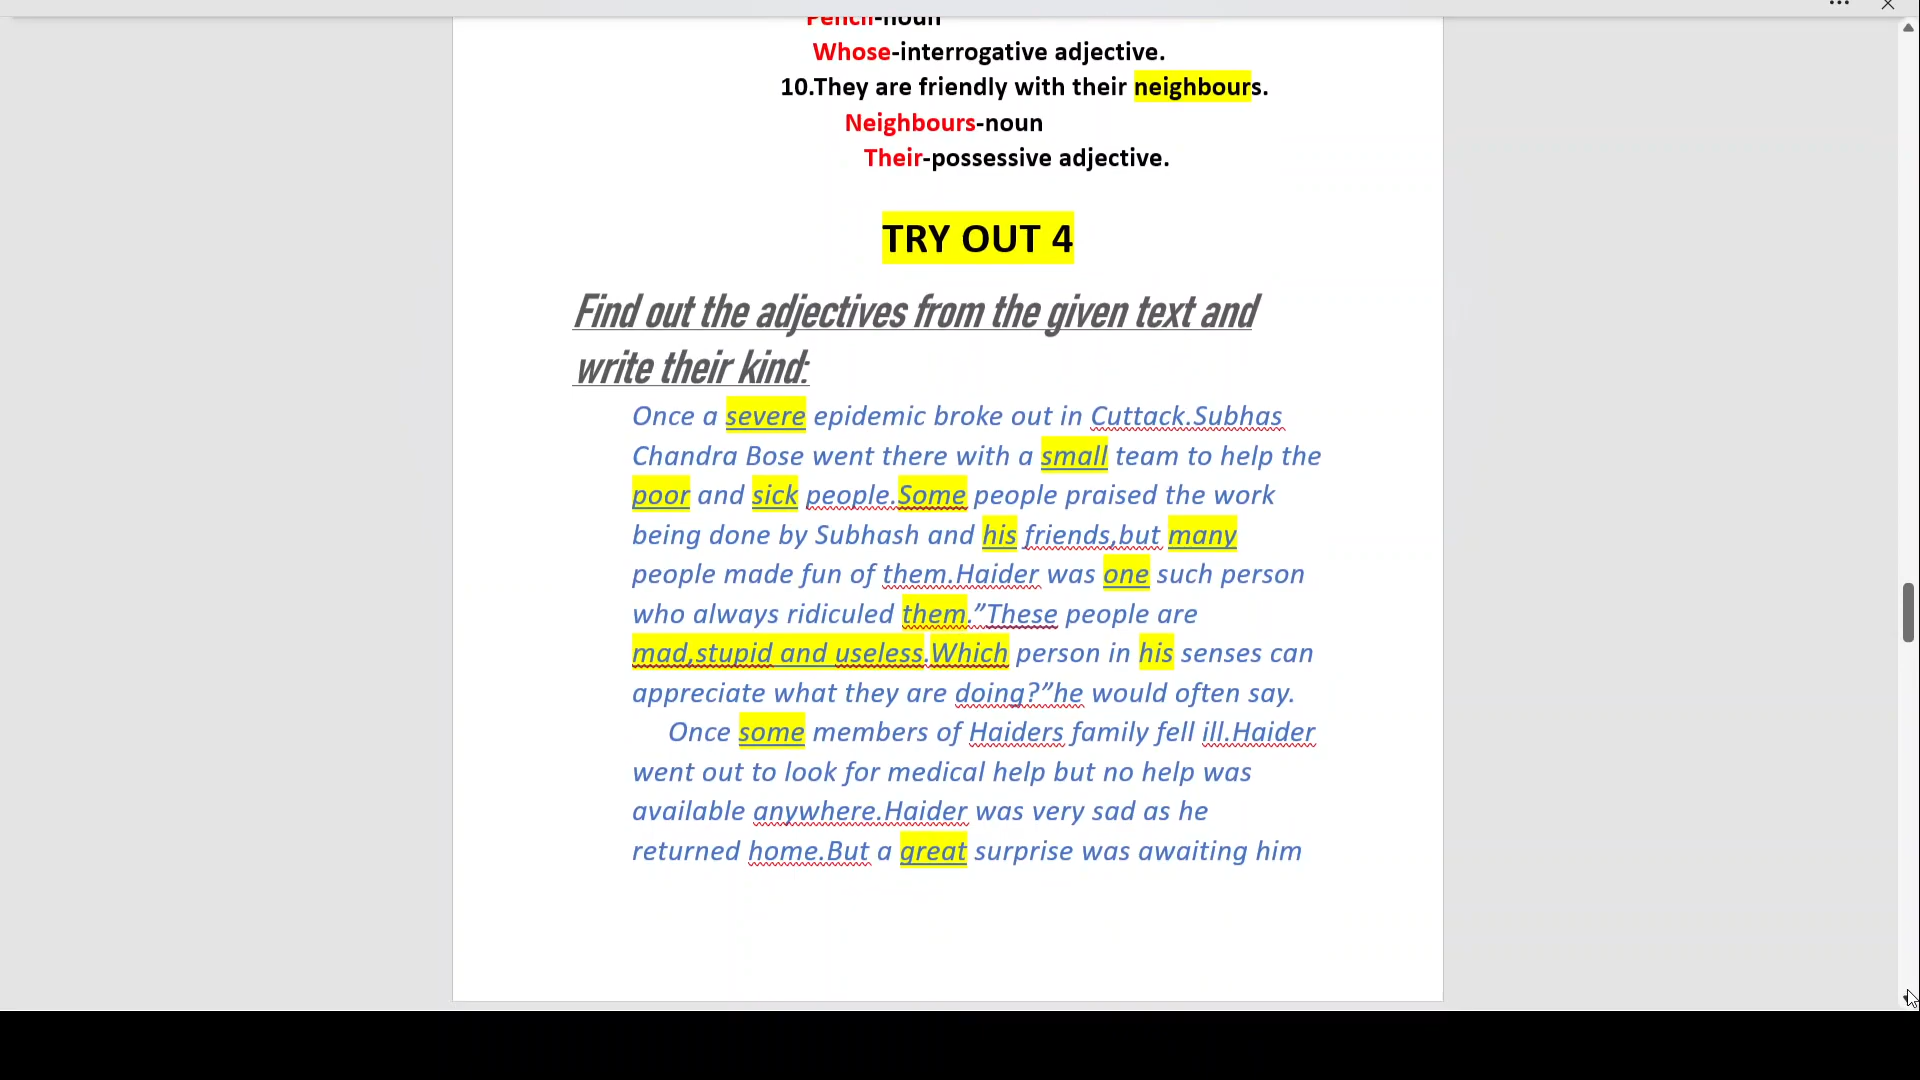 Pencil-noun
Whose-interrogative adjective.
10.They are friendly with their neighbours.
Neighbours-noun
Their-possessive adjective.
TRY OUT 4
Find out the adjectives from the given text and
write their kind:
Once a severe epidemic broke out in Cuttack.Subhas
Chandra Bose went there with a small team to help the
poor and sick people.Some people praised the work
being done by Subhash and his friends,but many
people made fun of them.Haider was one such person
who always ridiculed them.”These people are
mad,stupid and useless.Which person in his senses can
appreciate what they are doing?”he would often say.
Once some members of Haiders family fell ill.Haider
went out to look for medical help but no help was
available anywhere.Haider was very sad as he
returned home.But a great surprise was awaiting him